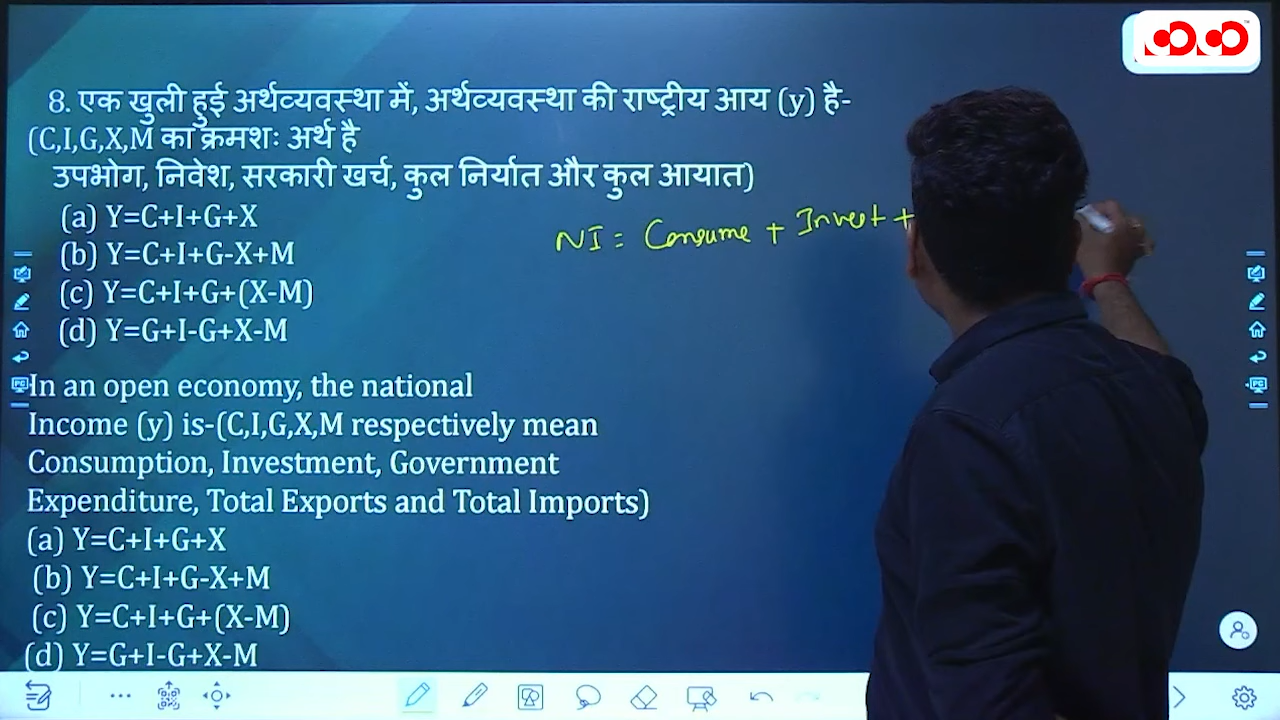 8. एक खुली हुई अर्थव्यवस्था में, अर्थव्यवस्था की राष्ट्रीय आय (y) है-
(C,I,G,X,M का क्रमशः अर्थ है
उपभोग, निवेश, सरकारी खर्च, कुल निर्यात और कुल आयात)
(a) Y=C+I+G+X
(b) Y=C+I+G-X+M
(c) Y=C+I+G+(X-M)
(d) Y=G+I-G+X-M
NI = Consume + Invest +
In an open economy, the national
Income (y) is-(C,I,G,X,M respectively mean
Consumption, Investment, Government
Expenditure, Total Exports and Total Imports)
(a) Y=C+I+G+X
(b) Y=C+I+G-X+M
(c) Y=C+I+G+(X-M)
(d) Y=G+I-G+X-M